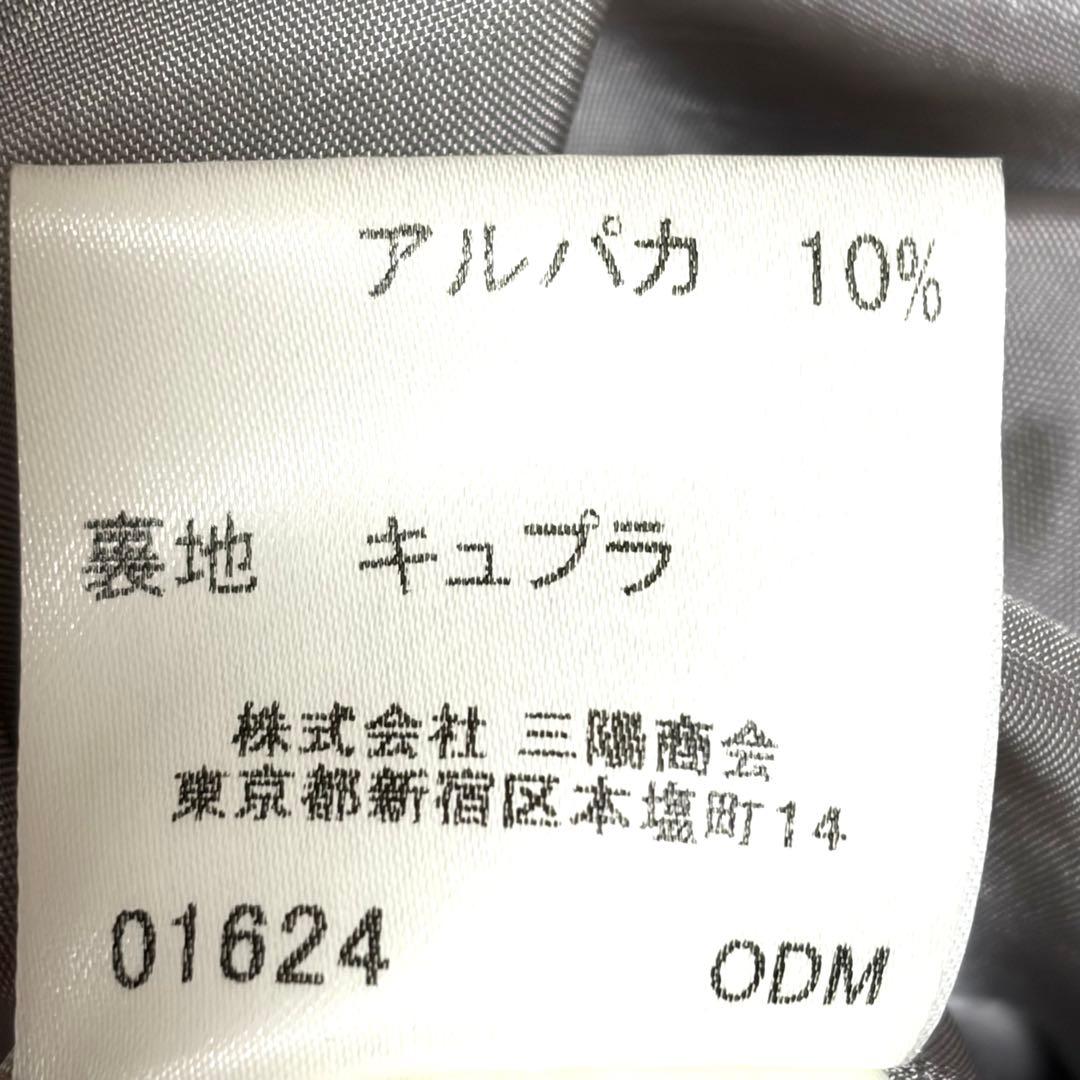 アルパカ 10%
裏地 キュプラ
株式会社 三陽商会
東京都新宿区本塩町14
01624 ODM